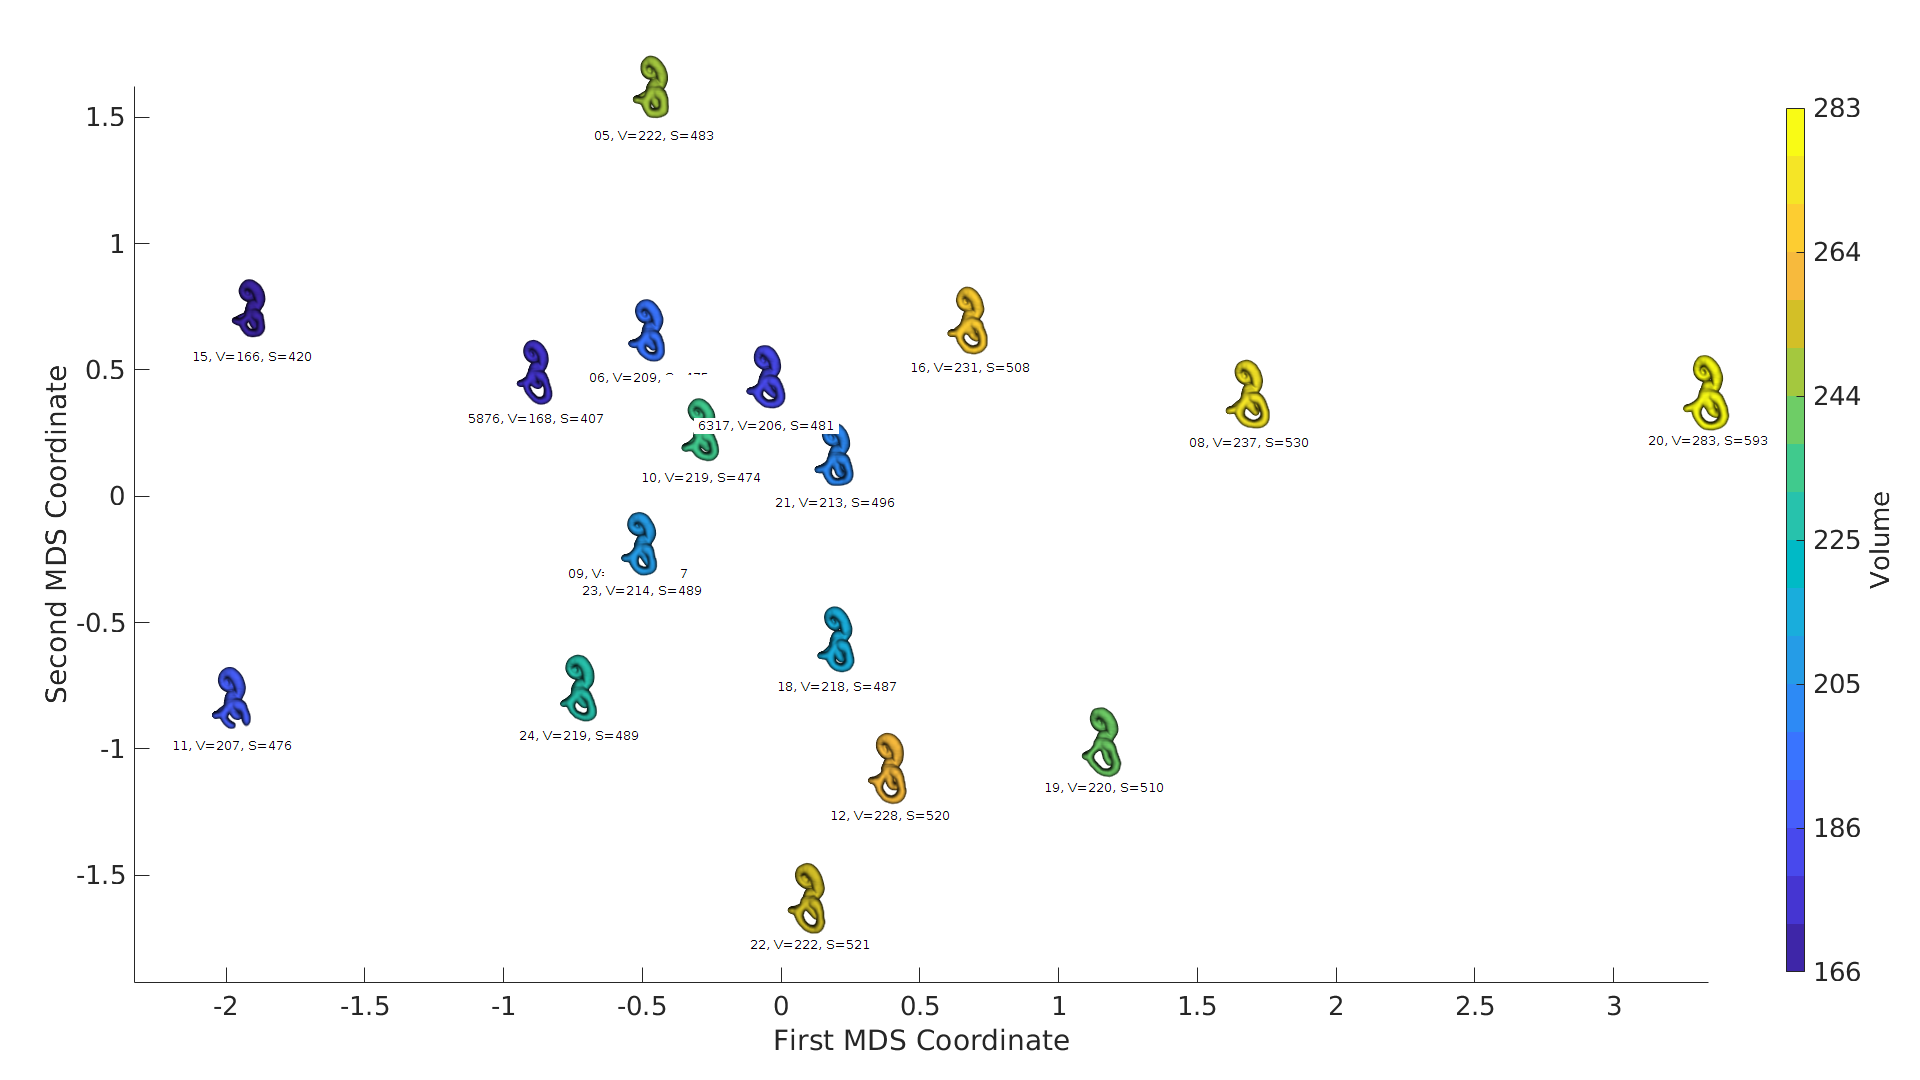 05, V=222, S=483
15, V=166, S=420
16, V=231, S=508
06, V=209,
5876, V=168, S=407
6317, V=206, S=481
08, V=237, S=530
20, V=283, S=593
10, V=219, S=474
21, V=213, S=496
09,
23, V=214, S=489
18, V=218, S=487
24, V=219, S=489
11, V=207, S=476
19, V=220, S=510
12, V=228, S=520
22, V=222, S=521
1.5
1
0.5
0
-0.5
-1
-1.5
Second MDS Coordinate
-2 -1.5 -1 -0.5 0 0.5 1 1.5 2 2.5 3
First MDS Coordinate
283
264
244
225
205
186
166
Volume